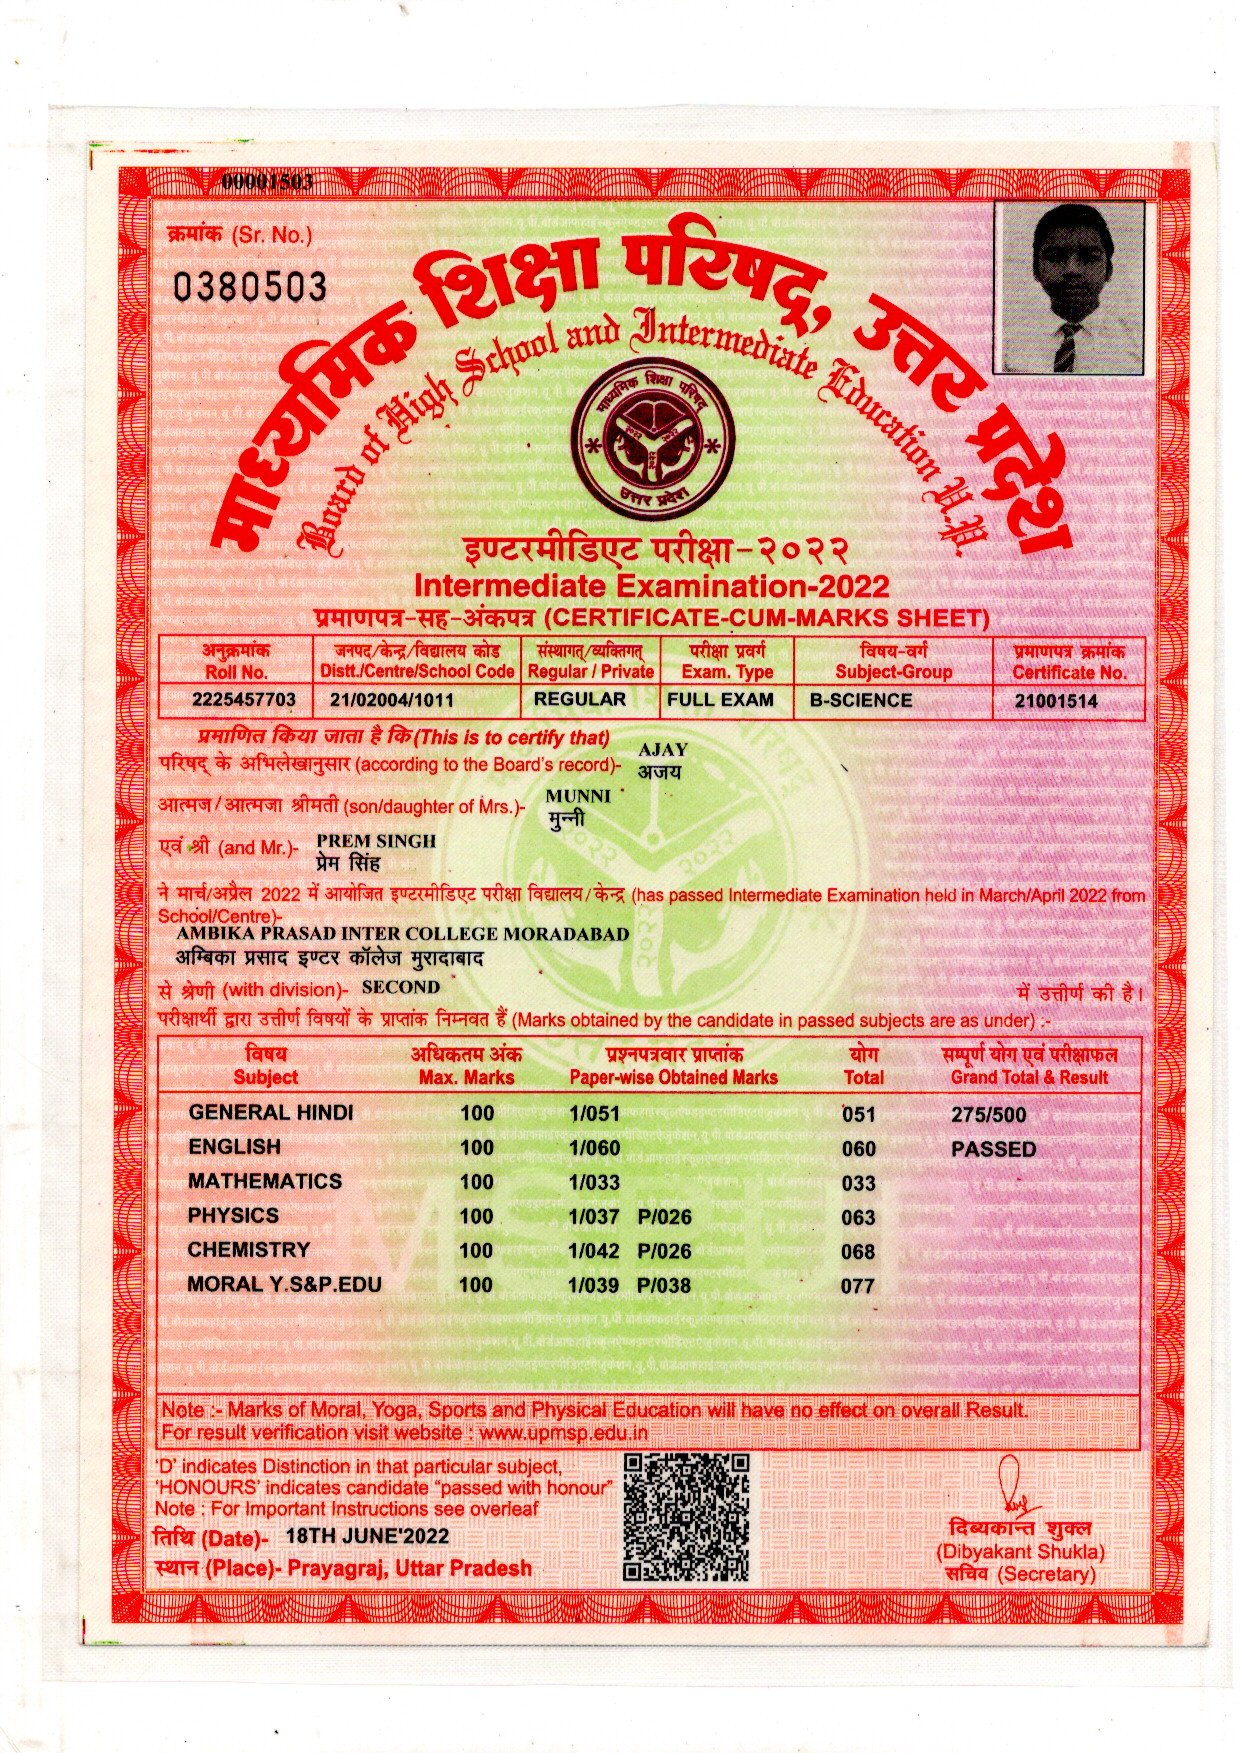 00001503
क्रमांक (Sr. No.)
0380503
माध्यमिक शिक्षा परिषद्, उत्तर प्रदेश
Board of High School and Intermediate Education U.P.
माध्यमिक शिक्षा परिषद्
उत्तर प्रदेश
इण्टरमीडिएट परीक्षा-२०२२
Intermediate Examination-2022
प्रमाणपत्र-सह-अंकपत्र (CERTIFICATE-CUM-MARKS SHEET)
अनुक्रमांक जनपद/केन्द्र/विद्यालय कोड संस्थागत्/व्यक्तिगत् परीक्षा प्रवर्ग विषय-वर्ग प्रमाणपत्र क्रमांक
Roll No. Distt./Centre/School Code Regular / Private Exam. Type Subject-Group Certificate No.
2225457703 21/02004/1011 REGULAR FULL EXAM B-SCIENCE 21001514
प्रमाणित किया जाता है कि (This is to certify that)
AJAY
परिषद् के अभिलेखानुसार (according to the Board's record)- अजय
MUNNI
आत्मज/आत्मजा श्रीमती (son/daughter of Mrs.)- मुन्नी
PREM SINGH
एवं श्री (and Mr.)- प्रेम सिंह
ने मार्च/अप्रैल 2022 में आयोजित इण्टरमीडिएट परीक्षा विद्यालय/केन्द्र (has passed Intermediate Examination held in March/April 2022 from
School/Centre)-
AMBIKA PRASAD INTER COLLEGE MORADABAD
अम्बिका प्रसाद इण्टर कॉलेज मुरादाबाद
से श्रेणी (with division)- SECOND में उत्तीर्ण की है।
परीक्षार्थी द्वारा उत्तीर्ण विषयों के प्राप्तांक निम्नवत हैं (Marks obtained by the candidate in passed subjects are as under) :-
विषय अधिकतम अंक प्रश्नपत्रवार प्राप्तांक योग सम्पूर्ण योग एवं परीक्षाफल
Subject Max. Marks Paper-wise Obtained Marks Total Grand Total & Result
GENERAL HINDI 100 1/051 051 275/500
ENGLISH 100 1/060 060 PASSED
MATHEMATICS 100 1/033 033
PHYSICS 100 1/037 P/026 063
CHEMISTRY 100 1/042 P/026 068
MORAL Y.S&P.EDU 100 1/039 P/038 077
Note :- Marks of Moral, Yoga, Sports and Physical Education will have no effect on overall Result.
For result verification visit website : www.upmsp.edu.in
'D' indicates Distinction in that particular subject,
'HONOURS' indicates candidate "passed with honour"
Note : For Important Instructions see overleaf
तिथि (Date)- 18TH JUNE'2022
स्थान (Place)- Prayagraj, Uttar Pradesh
दिब्यकान्त शुक्ल
(Dibyakant Shukla)
सचिव (Secretary)